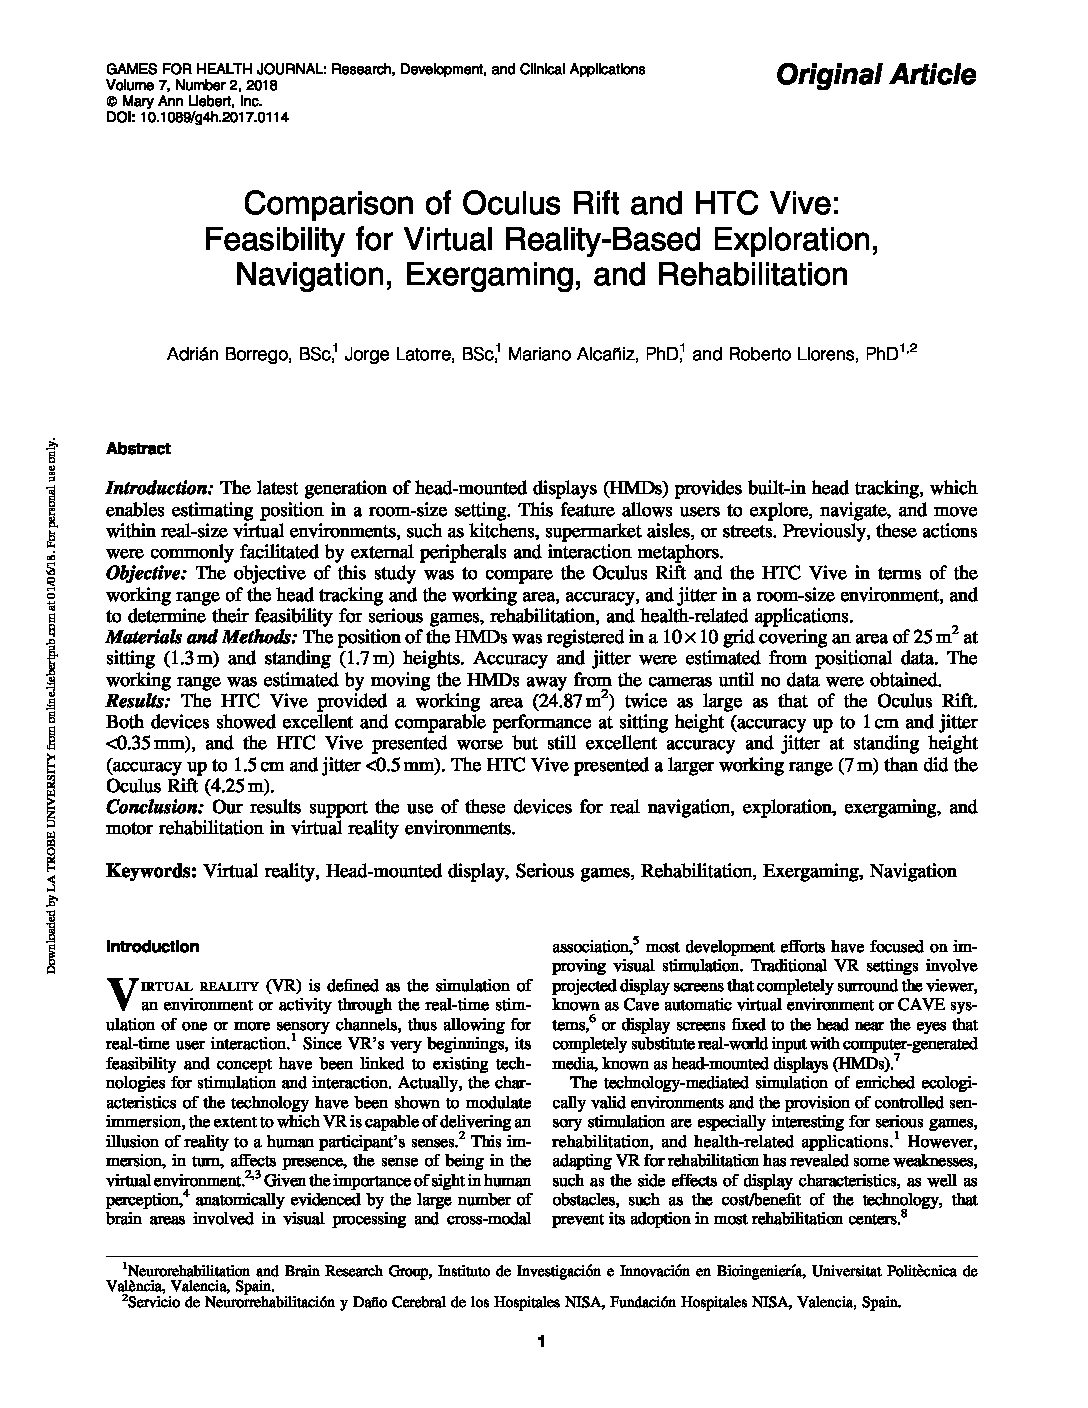 GAMES FOR HEALTH JOURNAL: Research, Development, and Clinical Applications
Volume 7, Number 2, 2018
© Mary Ann Liebert, Inc.
DOI: 10.1089/g4h.2017.0114
Original Article
Comparison of Oculus Rift and HTC Vive:
Feasibility for Virtual Reality-Based Exploration,
Navigation, Exergaming, and Rehabilitation
Adrián Borrego, BSc,1 Jorge Latorre, BSc,1 Mariano Alcañiz, PhD,1 and Roberto Llorens, PhD1,2
Abstract
Introduction: The latest generation of head-mounted displays (HMDs) provides built-in head tracking, which
enables estimating position in a room-size setting. This feature allows users to explore, navigate, and move
within real-size virtual environments, such as kitchens, supermarket aisles, or streets. Previously, these actions
were commonly facilitated by external peripherals and interaction metaphors.
Objective: The objective of this study was to compare the Oculus Rift and the HTC Vive in terms of the
working range of the head tracking and the working area, accuracy, and jitter in a room-size environment, and
to determine their feasibility for serious games, rehabilitation, and health-related applications.
Materials and Methods: The position of the HMDs was registered in a 10 × 10 grid covering an area of 25 m2 at
sitting (1.3 m) and standing (1.7 m) heights. Accuracy and jitter were estimated from positional data. The
working range was estimated by moving the HMDs away from the cameras until no data were obtained.
Results: The HTC Vive provided a working area (24.87 m2) twice as large as that of the Oculus Rift.
Both devices showed excellent and comparable performance at sitting height (accuracy up to 1 cm and jitter
<0.35 mm), and the HTC Vive presented worse but still excellent accuracy and jitter at standing height
(accuracy up to 1.5 cm and jitter <0.5 mm). The HTC Vive presented a larger working range (7 m) than did the
Oculus Rift (4.25 m).
Conclusion: Our results support the use of these devices for real navigation, exploration, exergaming, and
motor rehabilitation in virtual reality environments.
Keywords: Virtual reality, Head-mounted display, Serious games, Rehabilitation, Exergaming, Navigation
Introduction
VIRTUAL REALITY (VR) is defined as the simulation of
an environment or activity through the real-time stim-
ulation of one or more sensory channels, thus allowing for
real-time user interaction.1 Since VR's very beginnings, its
feasibility and concept have been linked to existing tech-
nologies for stimulation and interaction. Actually, the char-
acteristics of the technology have been shown to modulate
immersion, the extent to which VR is capable of delivering an
illusion of reality to a human participant's senses.2 This im-
mersion, in turn, affects presence, the sense of being in the
virtual environment.2,3 Given the importance of sight in human
perception,4 anatomically evidenced by the large number of
brain areas involved in visual processing and cross-modal
association,5 most development efforts have focused on im-
proving visual stimulation. Traditional VR settings involve
projected display screens that completely surround the viewer,
known as Cave automatic virtual environment or CAVE sys-
tems,6 or display screens fixed to the head near the eyes that
completely substitute real-world input with computer-generated
media, known as head-mounted displays (HMDs).7
The technology-mediated simulation of enriched ecologi-
cally valid environments and the provision of controlled sen-
sory stimulation are especially interesting for serious games,
rehabilitation, and health-related applications.1 However,
adapting VR for rehabilitation has revealed some weaknesses,
such as the side effects of display characteristics, as well as
obstacles, such as the cost/benefit of the technology, that
prevent its adoption in most rehabilitation centers.8
1Neurorehabilitation and Brain Research Group, Instituto de Investigación e Innovación en Bioingeniería, Universitat Politècnica de
València, Valencia, Spain.
2Servicio de Neurorrehabilitación y Daño Cerebral de los Hospitales NISA, Fundación Hospitales NISA, Valencia, Spain.
1
Downloaded by LA TROBE UNIVERSITY from online.liebertpub.com at 01/06/18. For personal use only.